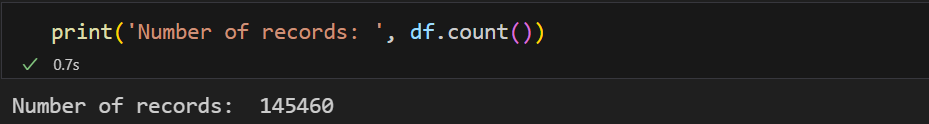 print('Number of records: ', df.count())
0.7s
Number of records:  145460